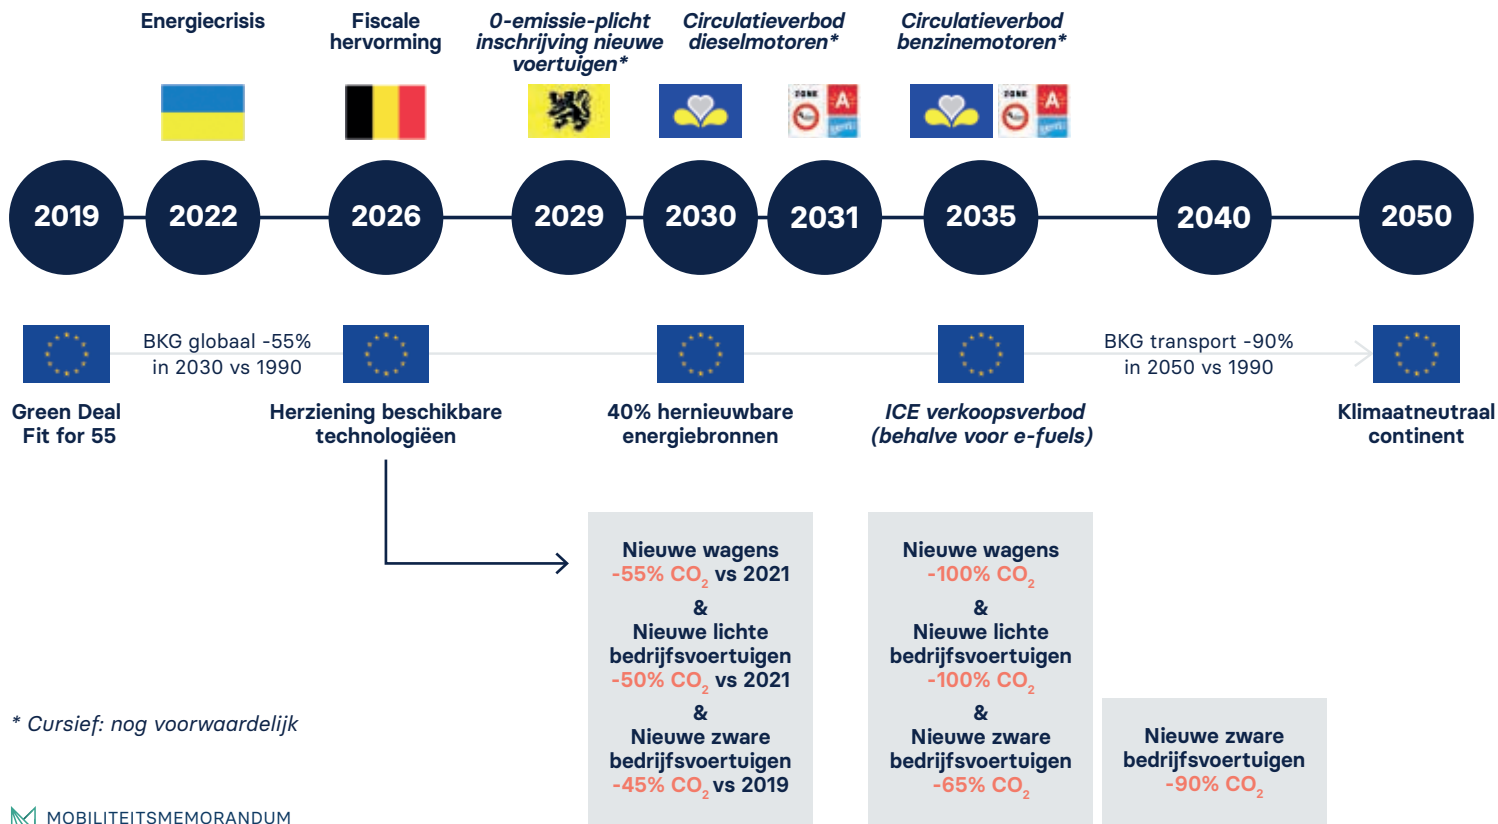 Energiecrisis
Fiscale
hervorming
0-emissie-plicht
inschrijving nieuwe
voertuigen*
Circulatieverbod
dieselmotoren*
Circulatieverbod
benzinemotoren*
ZONE
A
ZONE
A
2019
2022
2026
2029
2030
2031
2035
2040
2050
BKG globaal -55%
in 2030 vs 1990
BKG transport -90%
in 2050 vs 1990
Green Deal
Fit for 55
Herziening beschikbare
technologiëen
40% hernieuwbare
energiebronnen
ICE verkoopsverbod
(behalve voor e-fuels)
Klimaatneutraal
continent
Nieuwe wagens
-55% CO₂ vs 2021
&
Nieuwe lichte
bedrijfsvoertuigen
-50% CO₂ vs 2021
&
Nieuwe zware
bedrijfsvoertuigen
-45% CO₂ vs 2019
Nieuwe wagens
-100% CO₂
&
Nieuwe lichte
bedrijfsvoertuigen
-100% CO₂
&
Nieuwe zware
bedrijfsvoertuigen
-65% CO₂
Nieuwe zware
bedrijfsvoertuigen
-90% CO₂
* Cursief: nog voorwaardelijk
MOBILITEITSMEMORANDUM